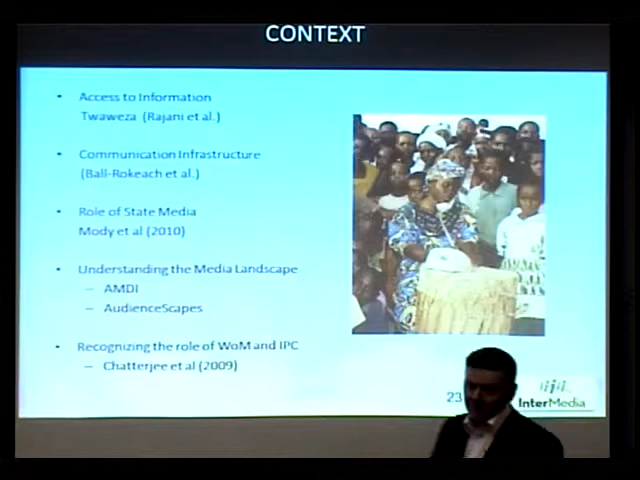 CONTEXT
• Access to Information
Twaweza (Rajani et al.)
• Communication Infrastructure
(Ball-Rokeach et al.)
• Role of State Media
Mody et al (2010)
• Understanding the Media Landscape
– AMDI
– AudienceScapes
• Recognizing the role of WoM and IPC
– Chatterjee et al (2009)
23
InterMedia